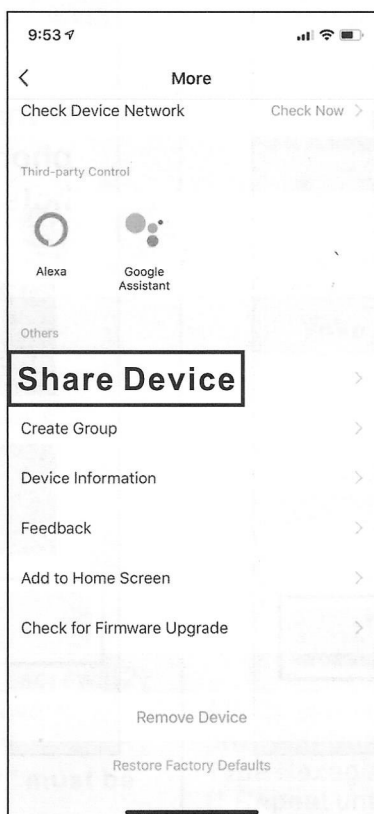 9:53
More
Check Device Network Check Now
Third-party Control
Alexa Google
Assistant
Others
Share Device
Create Group
Device Information
Feedback
Add to Home Screen
Check for Firmware Upgrade
Remove Device
Restore Factory Defaults